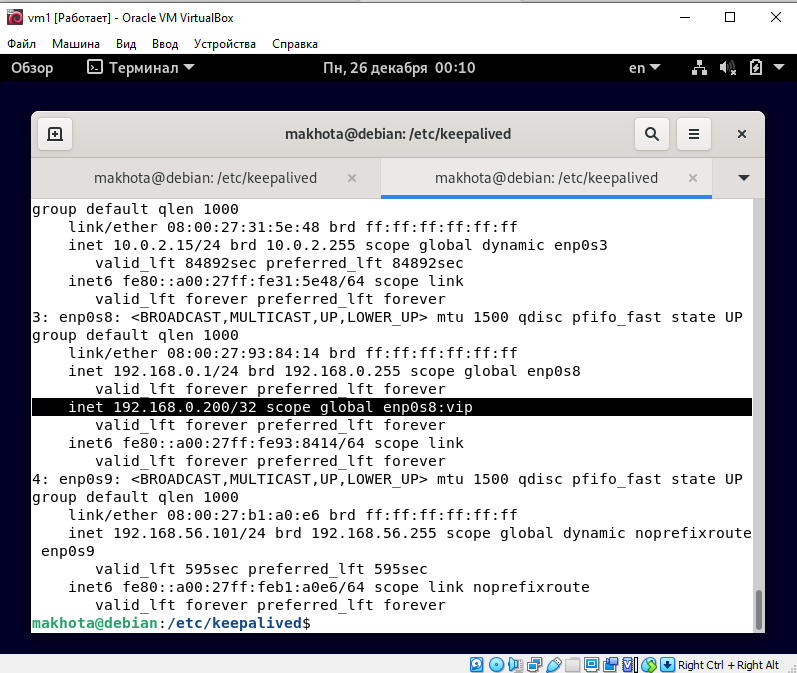 vm1 [Работает] - Oracle VM VirtualBox
Файл Машина Вид Ввод Устройства Справка
Обзор Терминал Пн, 26 декабря 00:10 en
makhota@debian: /etc/keepalived
makhota@debian: /etc/keepalived × makhota@debian: /etc/keepalived ×
group default qlen 1000
    link/ether 08:00:27:31:5e:48 brd ff:ff:ff:ff:ff:ff
    inet 10.0.2.15/24 brd 10.0.2.255 scope global dynamic enp0s3
       valid_lft 84892sec preferred_lft 84892sec
    inet6 fe80::a00:27ff:fe31:5e48/64 scope link
       valid_lft forever preferred_lft forever
3: enp0s8: <BROADCAST,MULTICAST,UP,LOWER_UP> mtu 1500 qdisc pfifo_fast state UP
group default qlen 1000
    link/ether 08:00:27:93:84:14 brd ff:ff:ff:ff:ff:ff
    inet 192.168.0.1/24 brd 192.168.0.255 scope global enp0s8
       valid_lft forever preferred_lft forever
    inet 192.168.0.200/32 scope global enp0s8:vip
       valid_lft forever preferred_lft forever
    inet6 fe80::a00:27ff:fe93:8414/64 scope link
       valid_lft forever preferred_lft forever
4: enp0s9: <BROADCAST,MULTICAST,UP,LOWER_UP> mtu 1500 qdisc pfifo_fast state UP
group default qlen 1000
    link/ether 08:00:27:b1:a0:e6 brd ff:ff:ff:ff:ff:ff
    inet 192.168.56.101/24 brd 192.168.56.255 scope global dynamic noprefixroute
 enp0s9
       valid_lft 595sec preferred_lft 595sec
    inet6 fe80::a00:27ff:feb1:a0e6/64 scope link noprefixroute
       valid_lft forever preferred_lft forever
makhota@debian:/etc/keepalived$
Right Ctrl + Right Alt